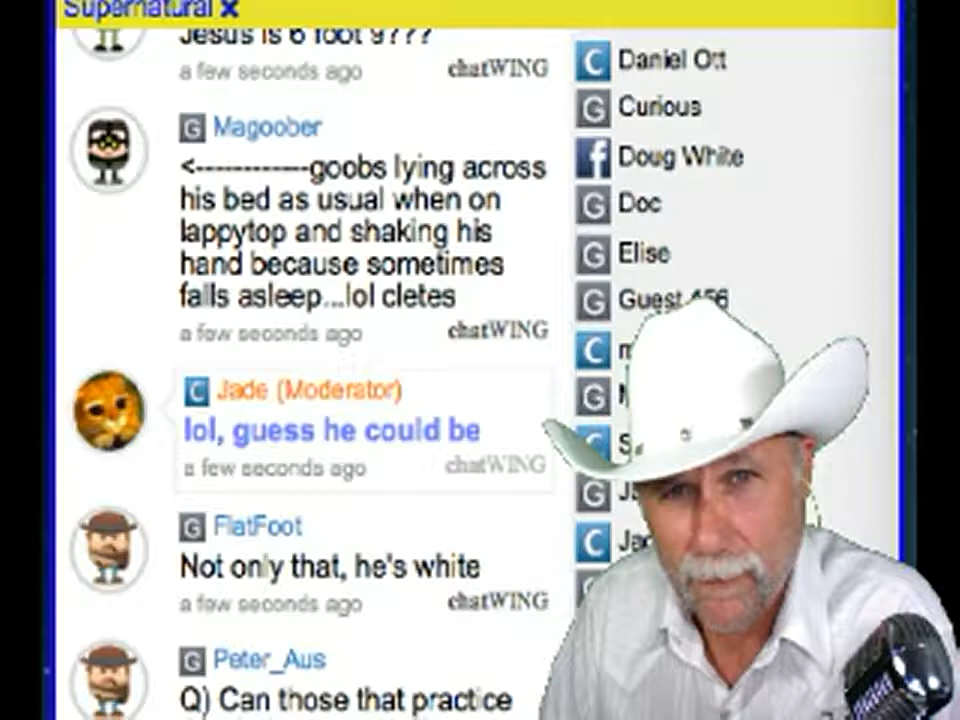 Supernatural x
Jesus is 6 foot 9???
a few seconds ago chatWING
G Magoober
<------------goobs lying across
his bed as usual when on
lappytop and shaking his
hand because sometimes
falls asleep...lol cletes
a few seconds ago chatWING
C Jade (Moderator)
lol, guess he could be
a few seconds ago chatWING
G FlatFoot
Not only that, he's white
a few seconds ago chatWING
G Peter_Aus
Q) Can those that practice
C Daniel Ott
G Curious
f Doug White
G Doc
G Elise
G Guest 456
C
G
C S
G
C Jac
G